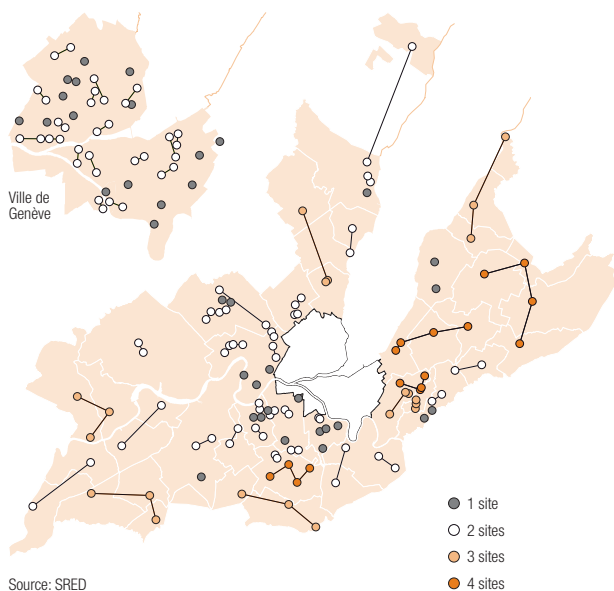 Ville de
Genève
1 site
2 sites
3 sites
4 sites
Source: SRED